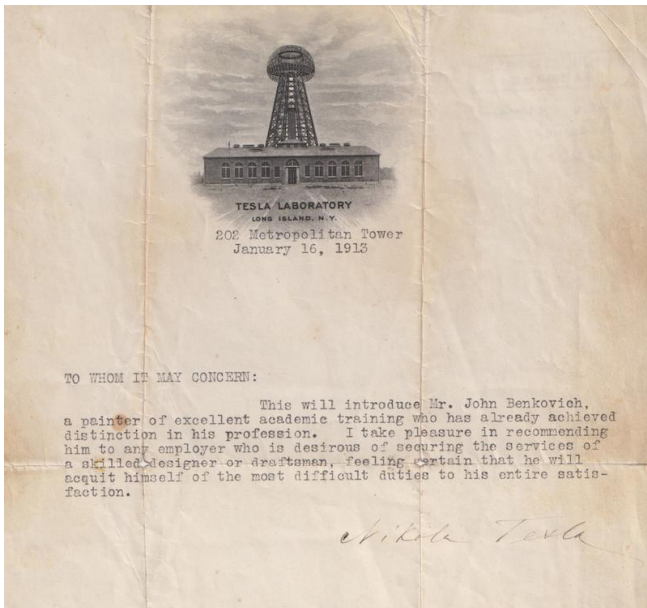 TESLA LABORATORY
LONG ISLAND, N.Y.
202 Metropolitan Tower
January 16, 1913
TO WHOM IT MAY CONCERN:
This will introduce Mr. John Benkovich,
a painter of excellent academic training who has already achieved
distinction in his profession. I take pleasure in recommending
him to any employer who is desirous of securing the services of
a skilled designer or draftsman, feeling certain that he will
acquit himself of the most difficult duties to his entire satis-
faction.
Nikola Tesla